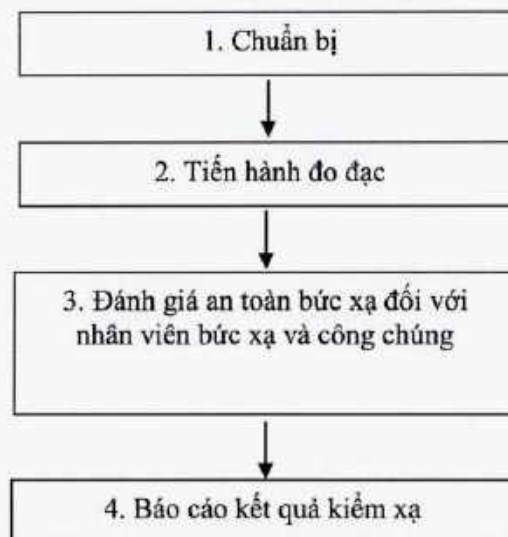 1. Chuẩn bị
2. Tiến hành đo đạc
3. Đánh giá an toàn bức xạ đối với
nhân viên bức xạ và công chúng
4. Báo cáo kết quả kiểm xạ